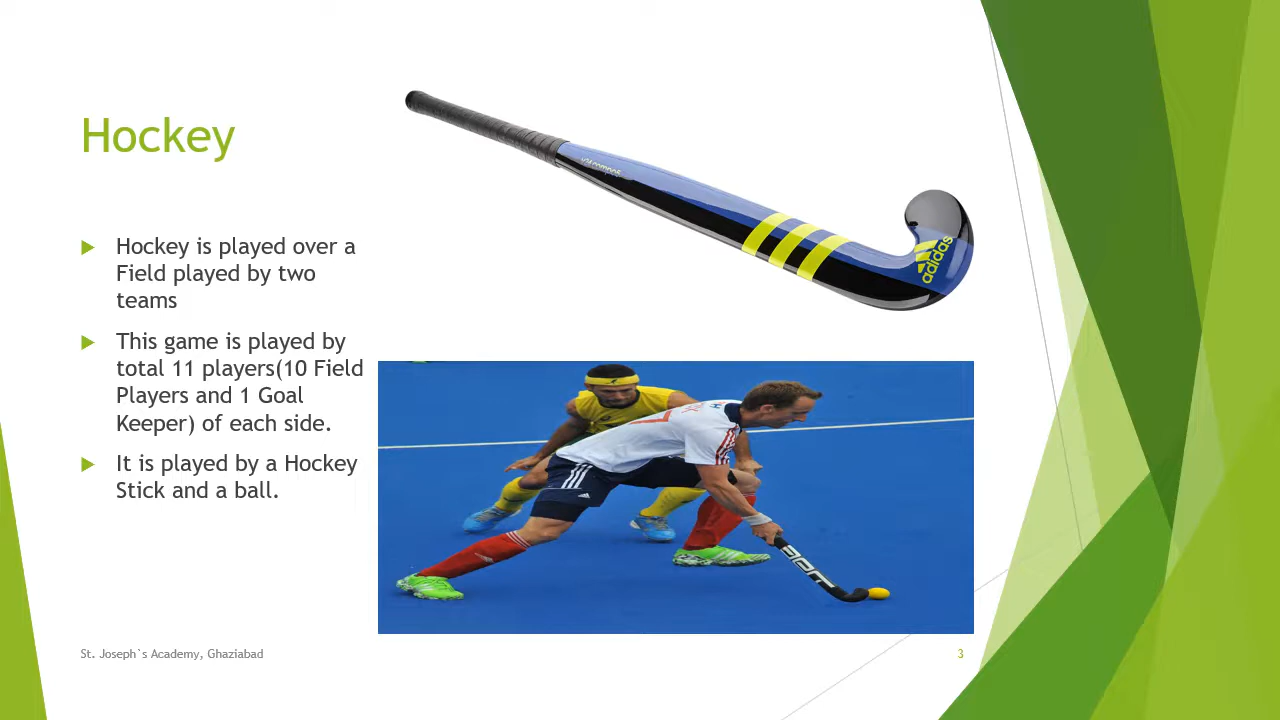 Hockey
Hockey is played over a
Field played by two
teams
This game is played by
total 11 players(10 Field
Players and 1 Goal
Keeper) of each side.
It is played by a Hockey
Stick and a ball.
adidas
St. Joseph`s Academy, Ghaziabad
3